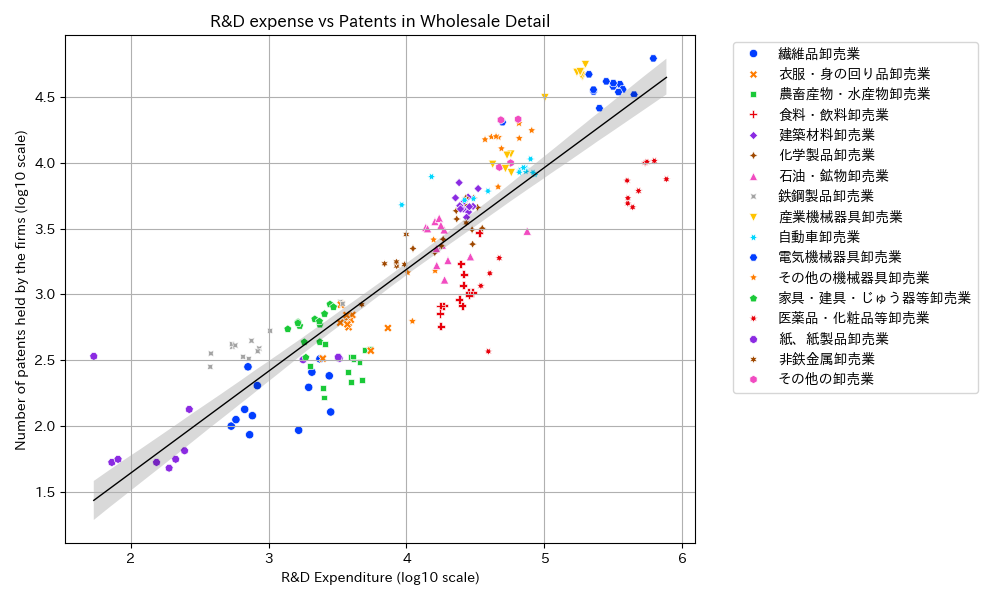 R&D expense vs Patents in Wholesale Detail
Number of patents held by the firms (log10 scale)
4.5
4.0
3.5
3.0
2.5
2.0
1.5
2 3 4 5 6
R&D Expenditure (log10 scale)
繊維品卸売業
衣服・身の回り品卸売業
農畜産物・水産物卸売業
食料・飲料卸売業
建築材料卸売業
化学製品卸売業
石油・鉱物卸売業
鉄鋼製品卸売業
産業機械器具卸売業
自動車卸売業
電気機械器具卸売業
その他の機械器具卸売業
家具・建具・じゅう器等卸売業
医薬品・化粧品等卸売業
紙、紙製品卸売業
非鉄金属卸売業
その他の卸売業